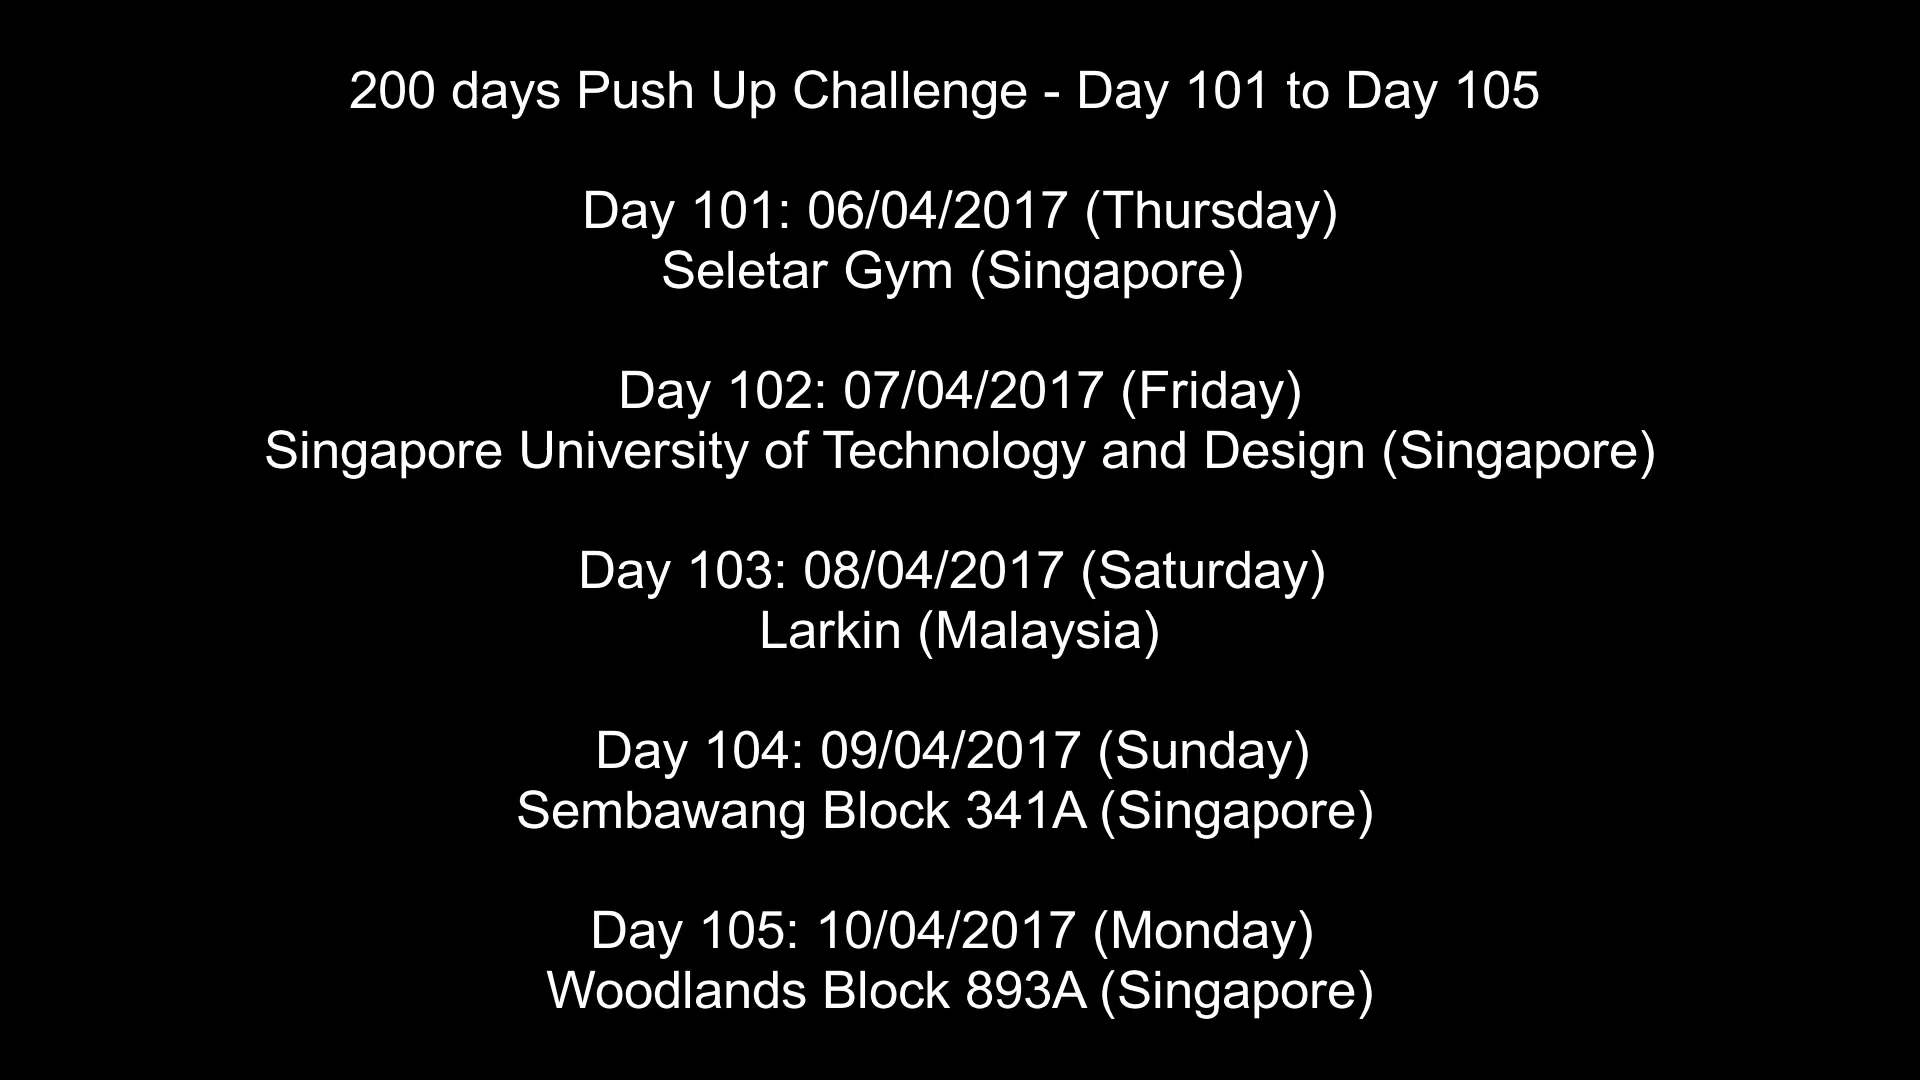 200 days Push Up Challenge - Day 101 to Day 105
Day 101: 06/04/2017 (Thursday)
Seletar Gym (Singapore)
Day 102: 07/04/2017 (Friday)
Singapore University of Technology and Design (Singapore)
Day 103: 08/04/2017 (Saturday)
Larkin (Malaysia)
Day 104: 09/04/2017 (Sunday)
Sembawang Block 341A (Singapore)
Day 105: 10/04/2017 (Monday)
Woodlands Block 893A (Singapore)